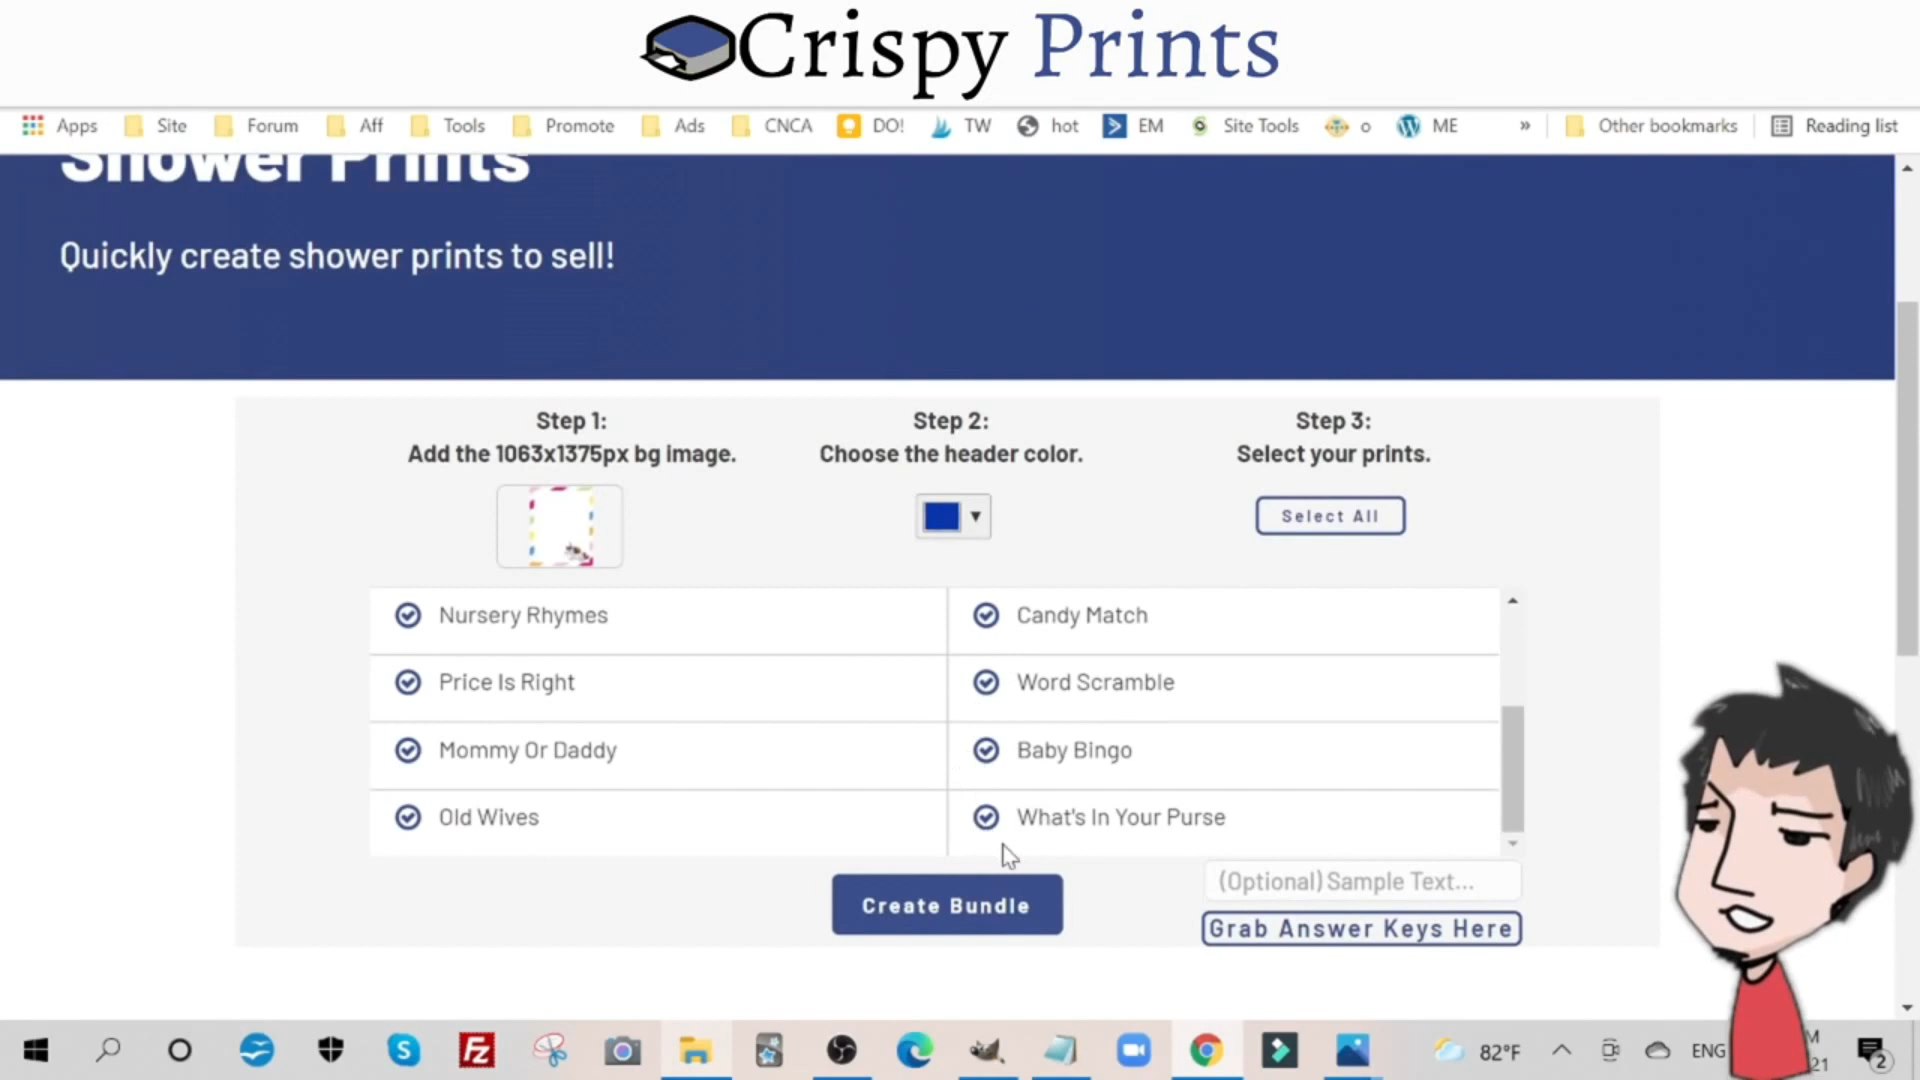 Crispy Prints
Apps Site Forum Aff Tools Promote Ads CNCA DO! TW hot EM Site Tools o ME » Other bookmarks Reading list
Shower Prints
Quickly create shower prints to sell!
Step 1:
Add the 1063x1375px bg image.
Step 2:
Choose the header color.
Step 3:
Select your prints.
Select All
Nursery Rhymes
Candy Match
Price Is Right
Word Scramble
Mommy Or Daddy
Baby Bingo
Old Wives
What's In Your Purse
Create Bundle
(Optional) Sample Text...
Grab Answer Keys Here
82°F ENG M
21 2